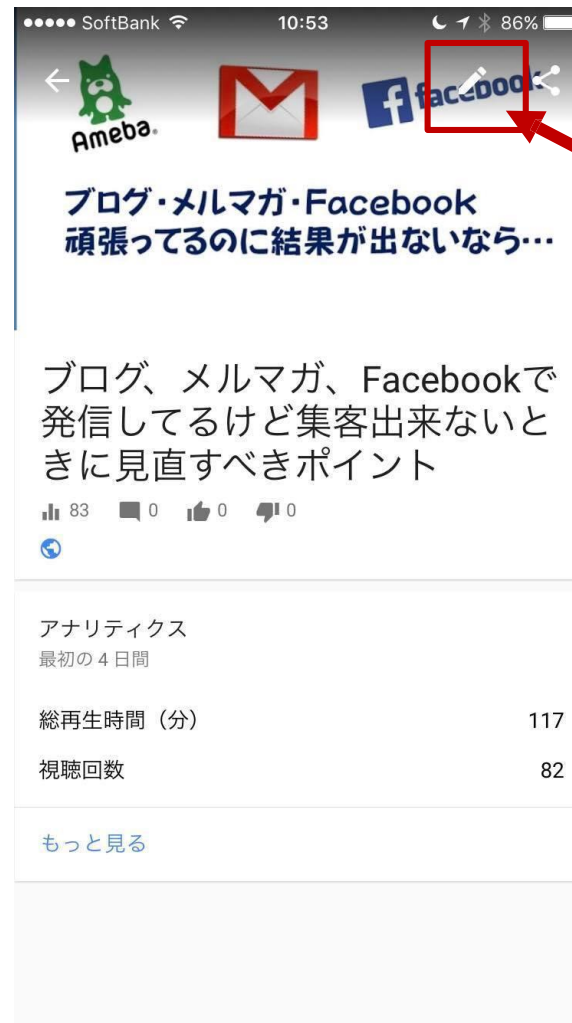 SoftBank 10:53 86%
Ameba.
facebook
ブログ・メルマガ・Facebook
頑張ってるのに結果が出ないなら…
ブログ、メルマガ、Facebookで
発信してるけど集客出来ないと
きに見直すべきポイント
83 0 0 0
アナリティクス
最初の 4 日間
総再生時間（分） 117
視聴回数 82
もっと見る